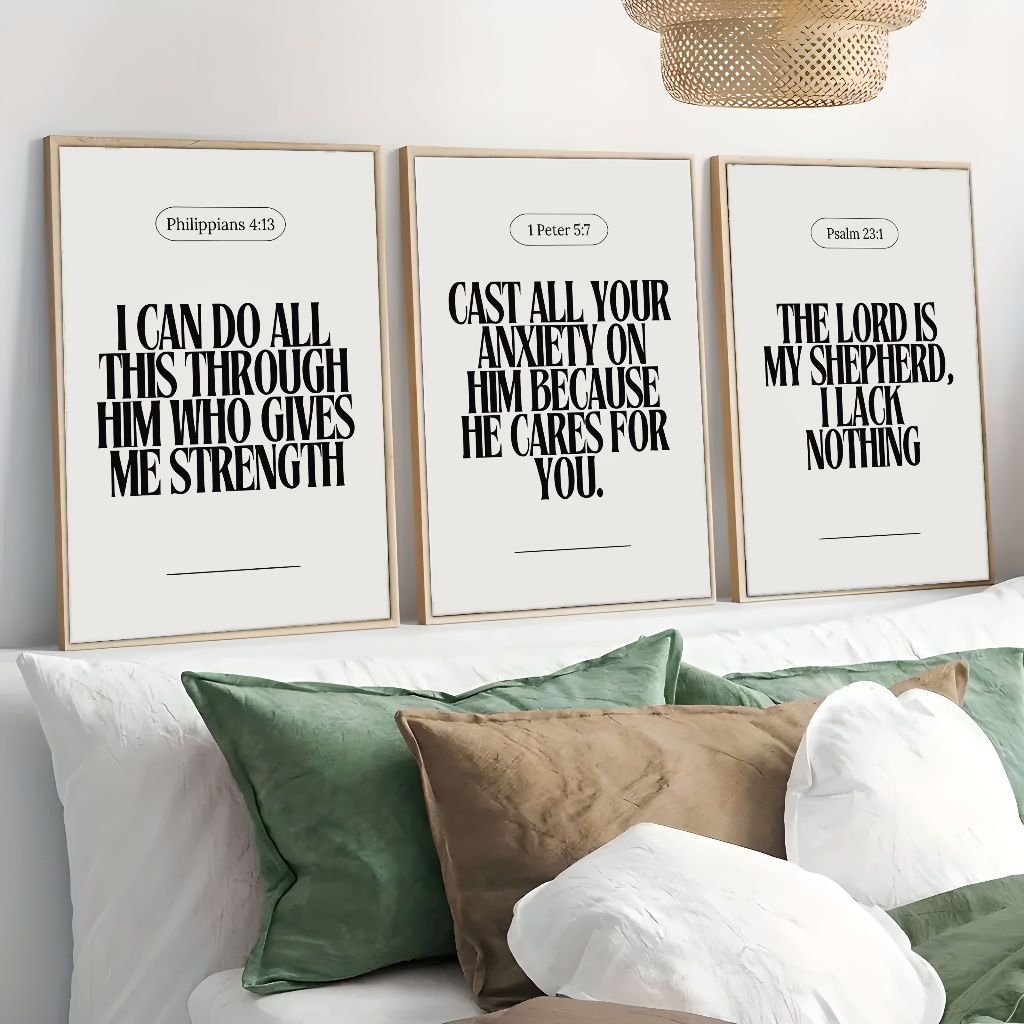 Philippians 4:13
I CAN DO ALL
THIS THROUGH
HIM WHO GIVES
ME STRENGTH
1 Peter 5:7
CAST ALL YOUR
ANXIETY ON
HIM BECAUSE
HE CARES FOR
YOU.
Psalm 23:1
THE LORD IS
MY SHEPHERD,
I LACK
NOTHING